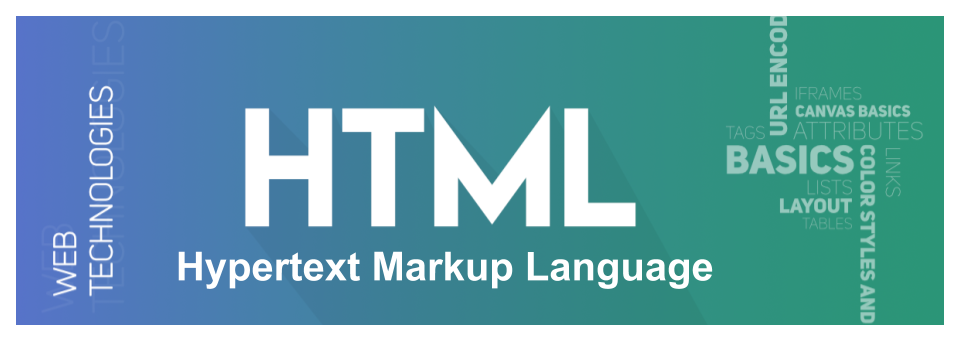 WEB
TECHNOLOGIES
HTML
Hypertext Markup Language
URL ENCOD
IFRAMES
CANVAS BASICS
TAGS
ATTRIBUTES
BASICS
COLOR STYLES AND
LINKS
LISTS
LAYOUT
TABLES